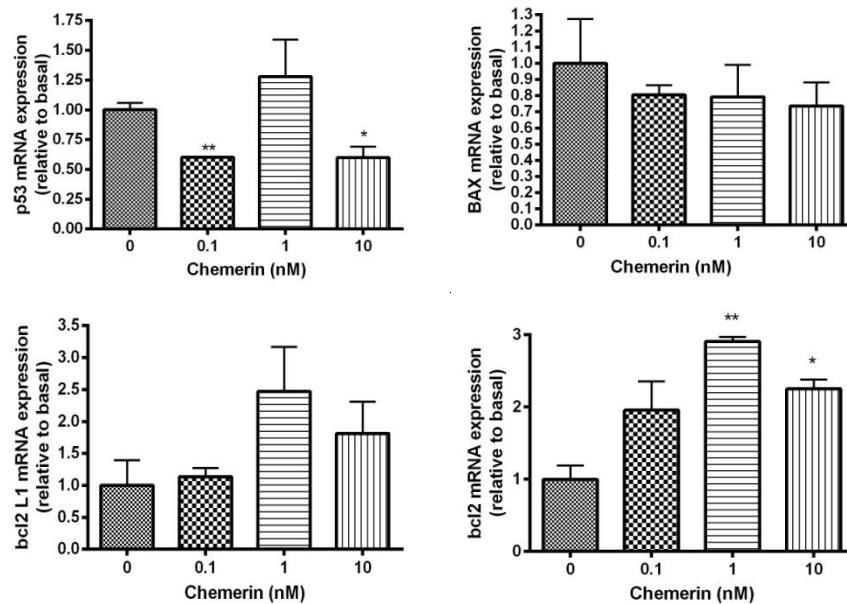 p53 mRNA expression
(relative to basal)
1.75
1.50
1.25
1.00
0.75
0.50
0.25
0.00
**
*
0 0.1 1 10
Chemerin (nM)
BAX mRNA expression
(relative to basal)
1.3
1.2
1.1
1.0
0.9
0.8
0.7
0.6
0.5
0.4
0.3
0.2
0.1
0.0
0 0.1 1 10
Chemerin (nM)
bcl2 L1 mRNA expression
(relative to basal)
3.5
3.0
2.5
2.0
1.5
1.0
0.5
0.0
0 0.1 1 10
Chemerin (nM)
bcl2 mRNA expression
(relative to basal)
3
2
1
0
**
*
0 0.1 1 10
Chemerin (nM)